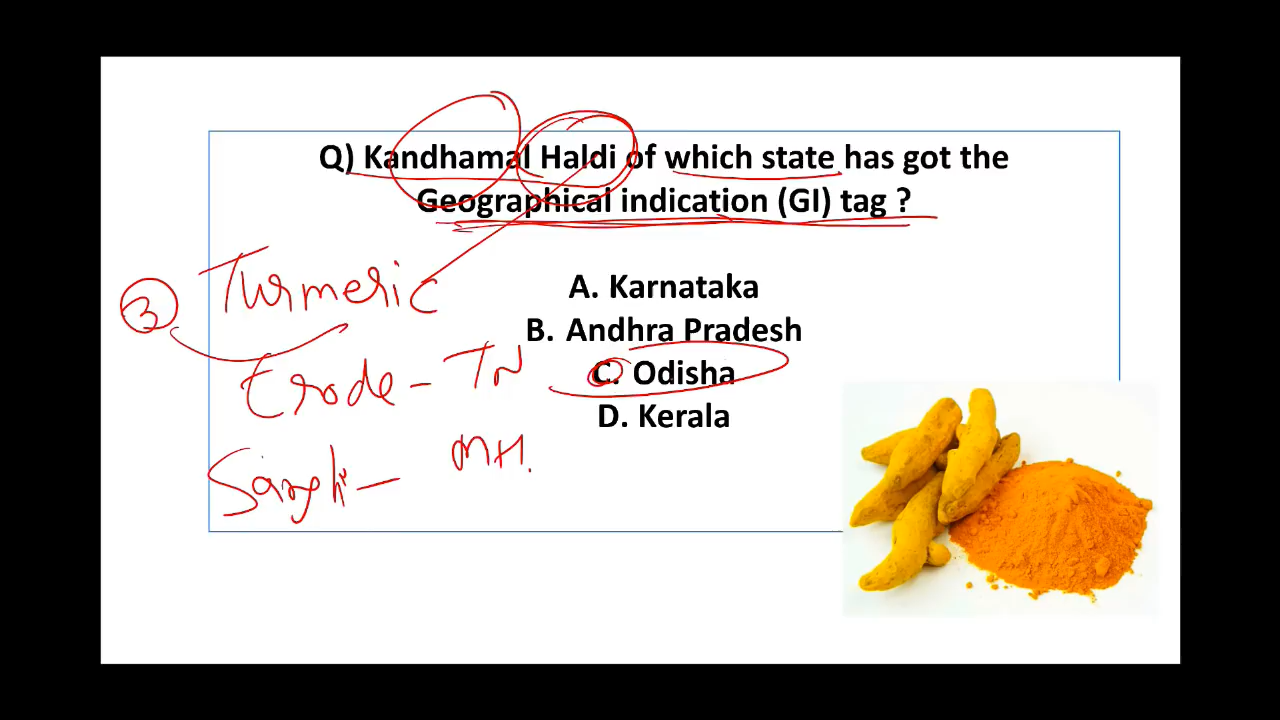 Q) Kandhamal Haldi of which state has got the
Geographical indication (GI) tag ?
A. Karnataka
B. Andhra Pradesh
C. Odisha
D. Kerala
③ Turmeric
Erode - TN
Sangli - MH.